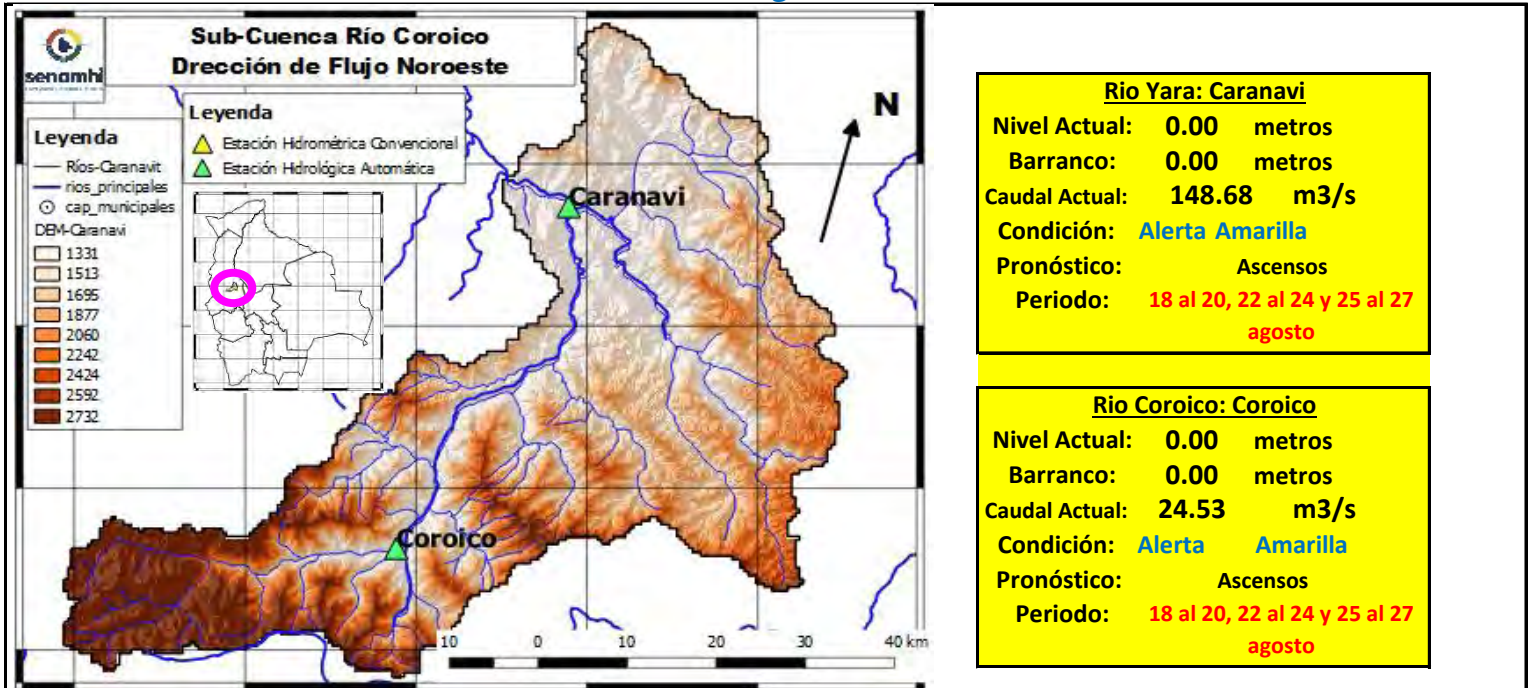 Sub-Cuenca Río Coroico
Drección de Flujo Noroeste
senamhi
Leyenda
Estación Hidrométrica Convencional
Estación Hidrológica Automática
Leyenda
Ríos-Caranavit
rios_principales
cap_municipales
DEM-Caranavi
1331
1513
1695
1877
2060
2242
2424
2592
2732
N
Caranavi
Coroico
10 0 10 20 30 40 km
Rio Yara: Caranavi
Nivel Actual: 0.00 metros
Barranco: 0.00 metros
Caudal Actual: 148.68 m3/s
Condición: Alerta Amarilla
Pronóstico: Ascensos
Periodo: 18 al 20, 22 al 24 y 25 al 27
agosto
Rio Coroico: Coroico
Nivel Actual: 0.00 metros
Barranco: 0.00 metros
Caudal Actual: 24.53 m3/s
Condición: Alerta Amarilla
Pronóstico: Ascensos
Periodo: 18 al 20, 22 al 24 y 25 al 27
agosto